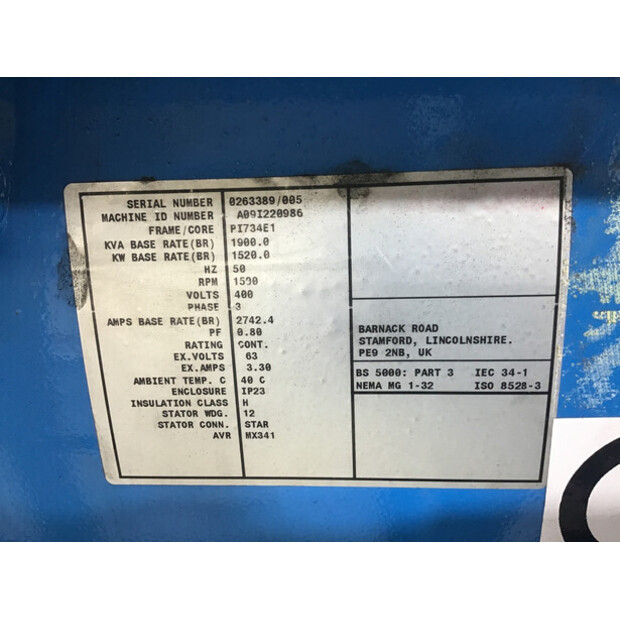 SERIAL NUMBER 0263389/005
MACHINE ID NUMBER A09I220986
FRAME/CORE PI734E1
KVA BASE RATE(BR) 1900.0
KW BASE RATE(BR) 1520.0
HZ 50
RPM 1500
VOLTS 400
PHASE 3
AMPS BASE RATE(BR) 2742.4
PF 0.80
RATING CONT.
EX.VOLTS 63
EX.AMPS 3.30
AMBIENT TEMP. C 40 C
ENCLOSURE IP23
INSULATION CLASS H
STATOR WDG. 12
STATOR CONN. STAR
AVR MX341
BARNACK ROAD
STAMFORD, LINCOLNSHIRE.
PE9 2NB, UK
BS 5000: PART 3 IEC 34-1
NEMA MG 1-32 ISO 8528-3